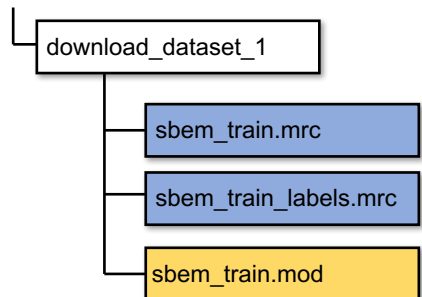 download_dataset_1
sbem_train.mrc
sbem_train_labels.mrc
sbem_train.mod